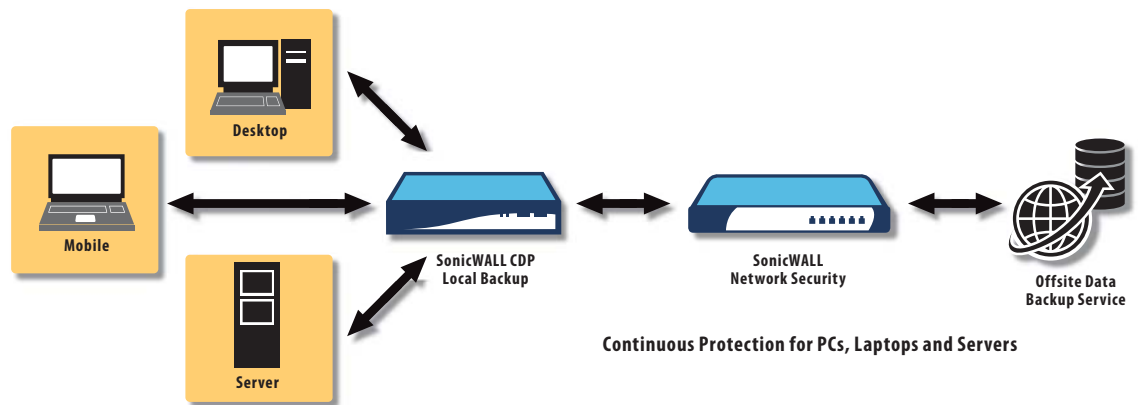 Desktop
Mobile
Server
SonicWALL CDP
Local Backup
SonicWALL
Network Security
Offsite Data
Backup Service
Continuous Protection for PCs, Laptops and Servers